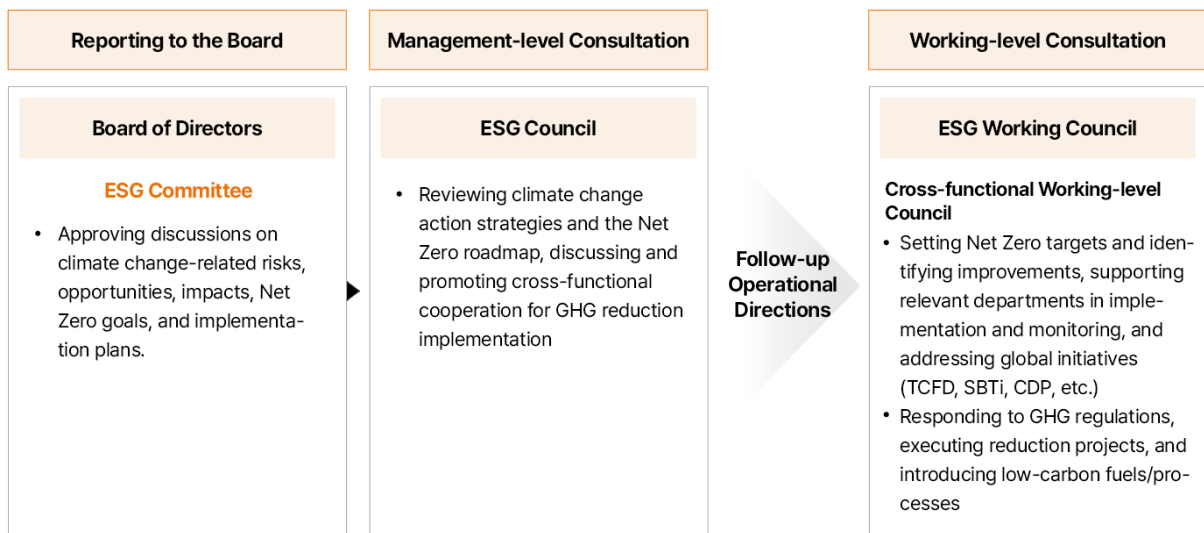 Reporting to the Board
Management-level Consultation
Working-level Consultation
Board of Directors
ESG Committee
• Approving discussions on
climate change-related risks,
opportunities, impacts, Net
Zero goals, and implementa-
tion plans.
ESG Council
• Reviewing climate change
action strategies and the Net
Zero roadmap, discussing and
promoting cross-functional
cooperation for GHG reduction
implementation
Follow-up
Operational
Directions
ESG Working Council
Cross-functional Working-level
Council
• Setting Net Zero targets and iden-
tifying improvements, supporting
relevant departments in imple-
mentation and monitoring, and
addressing global initiatives
(TCFD, SBTi, CDP, etc.)
• Responding to GHG regulations,
executing reduction projects, and
introducing low-carbon fuels/pro-
cesses